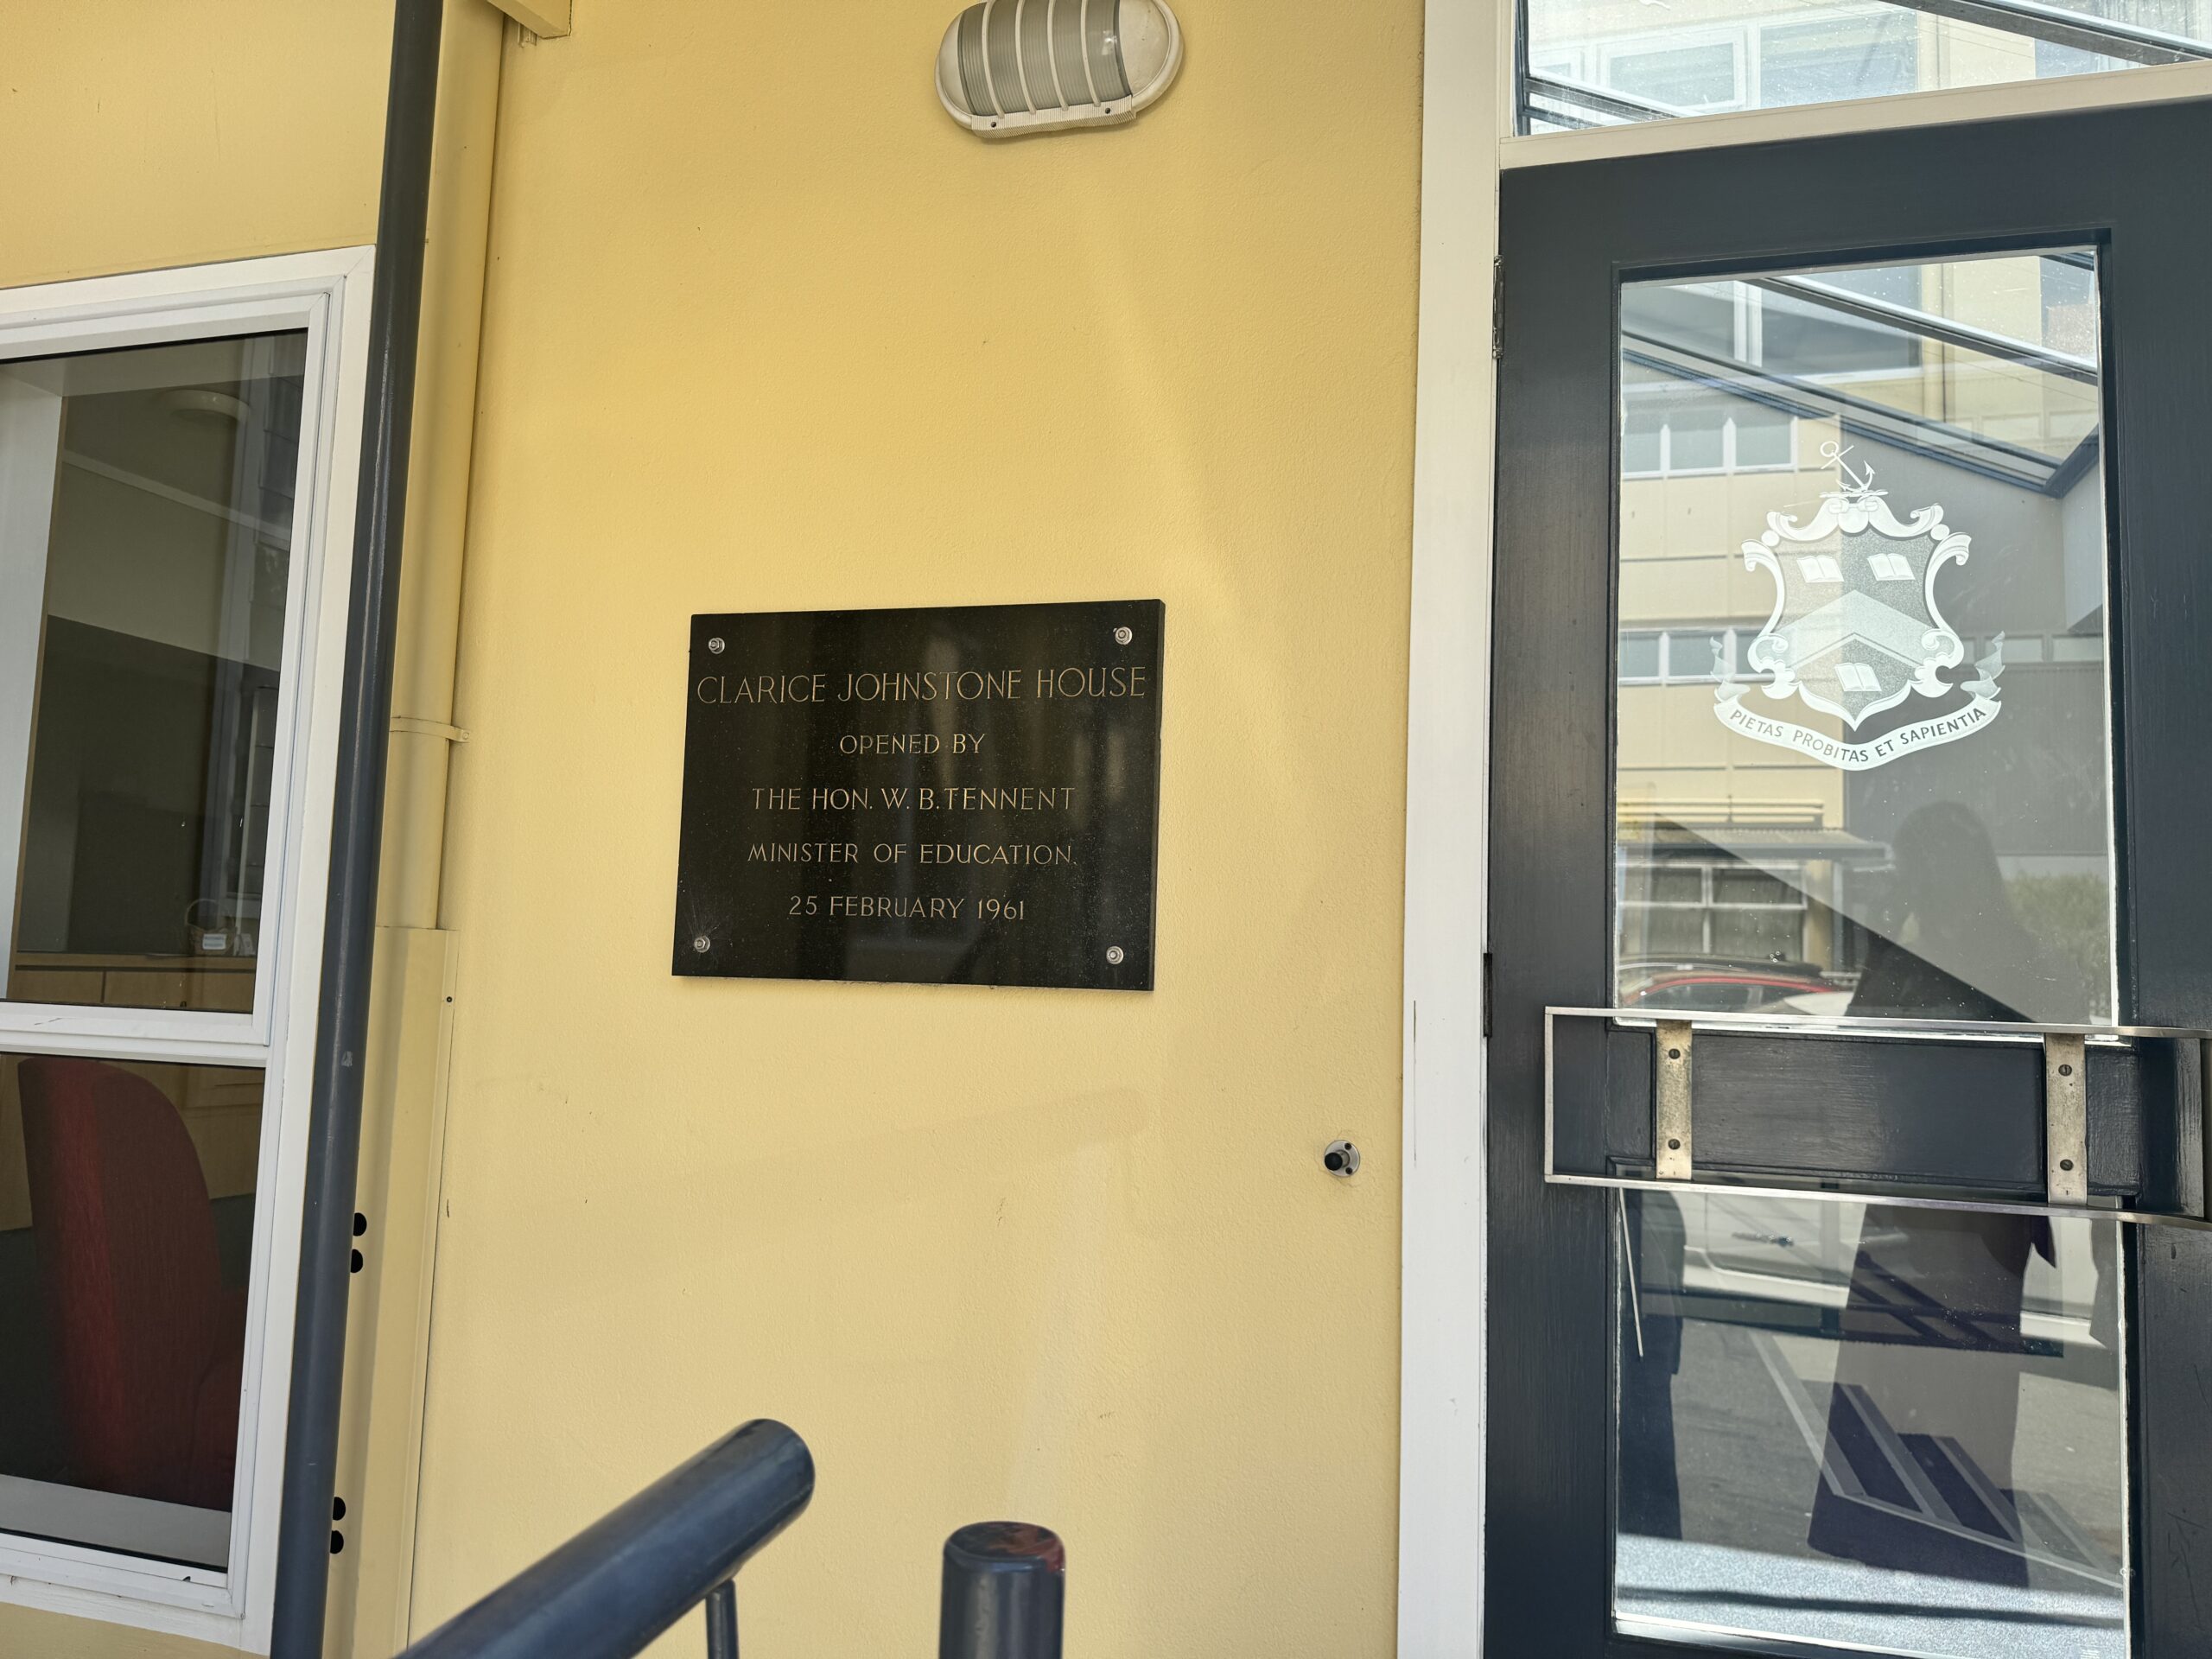 CLARICE JOHNSTONE HOUSE
OPENED BY
THE HON. W. B. TENNENT
MINISTER OF EDUCATION.
25 FEBRUARY 1961
PIETAS PROBITAS ET SAPIENTIA